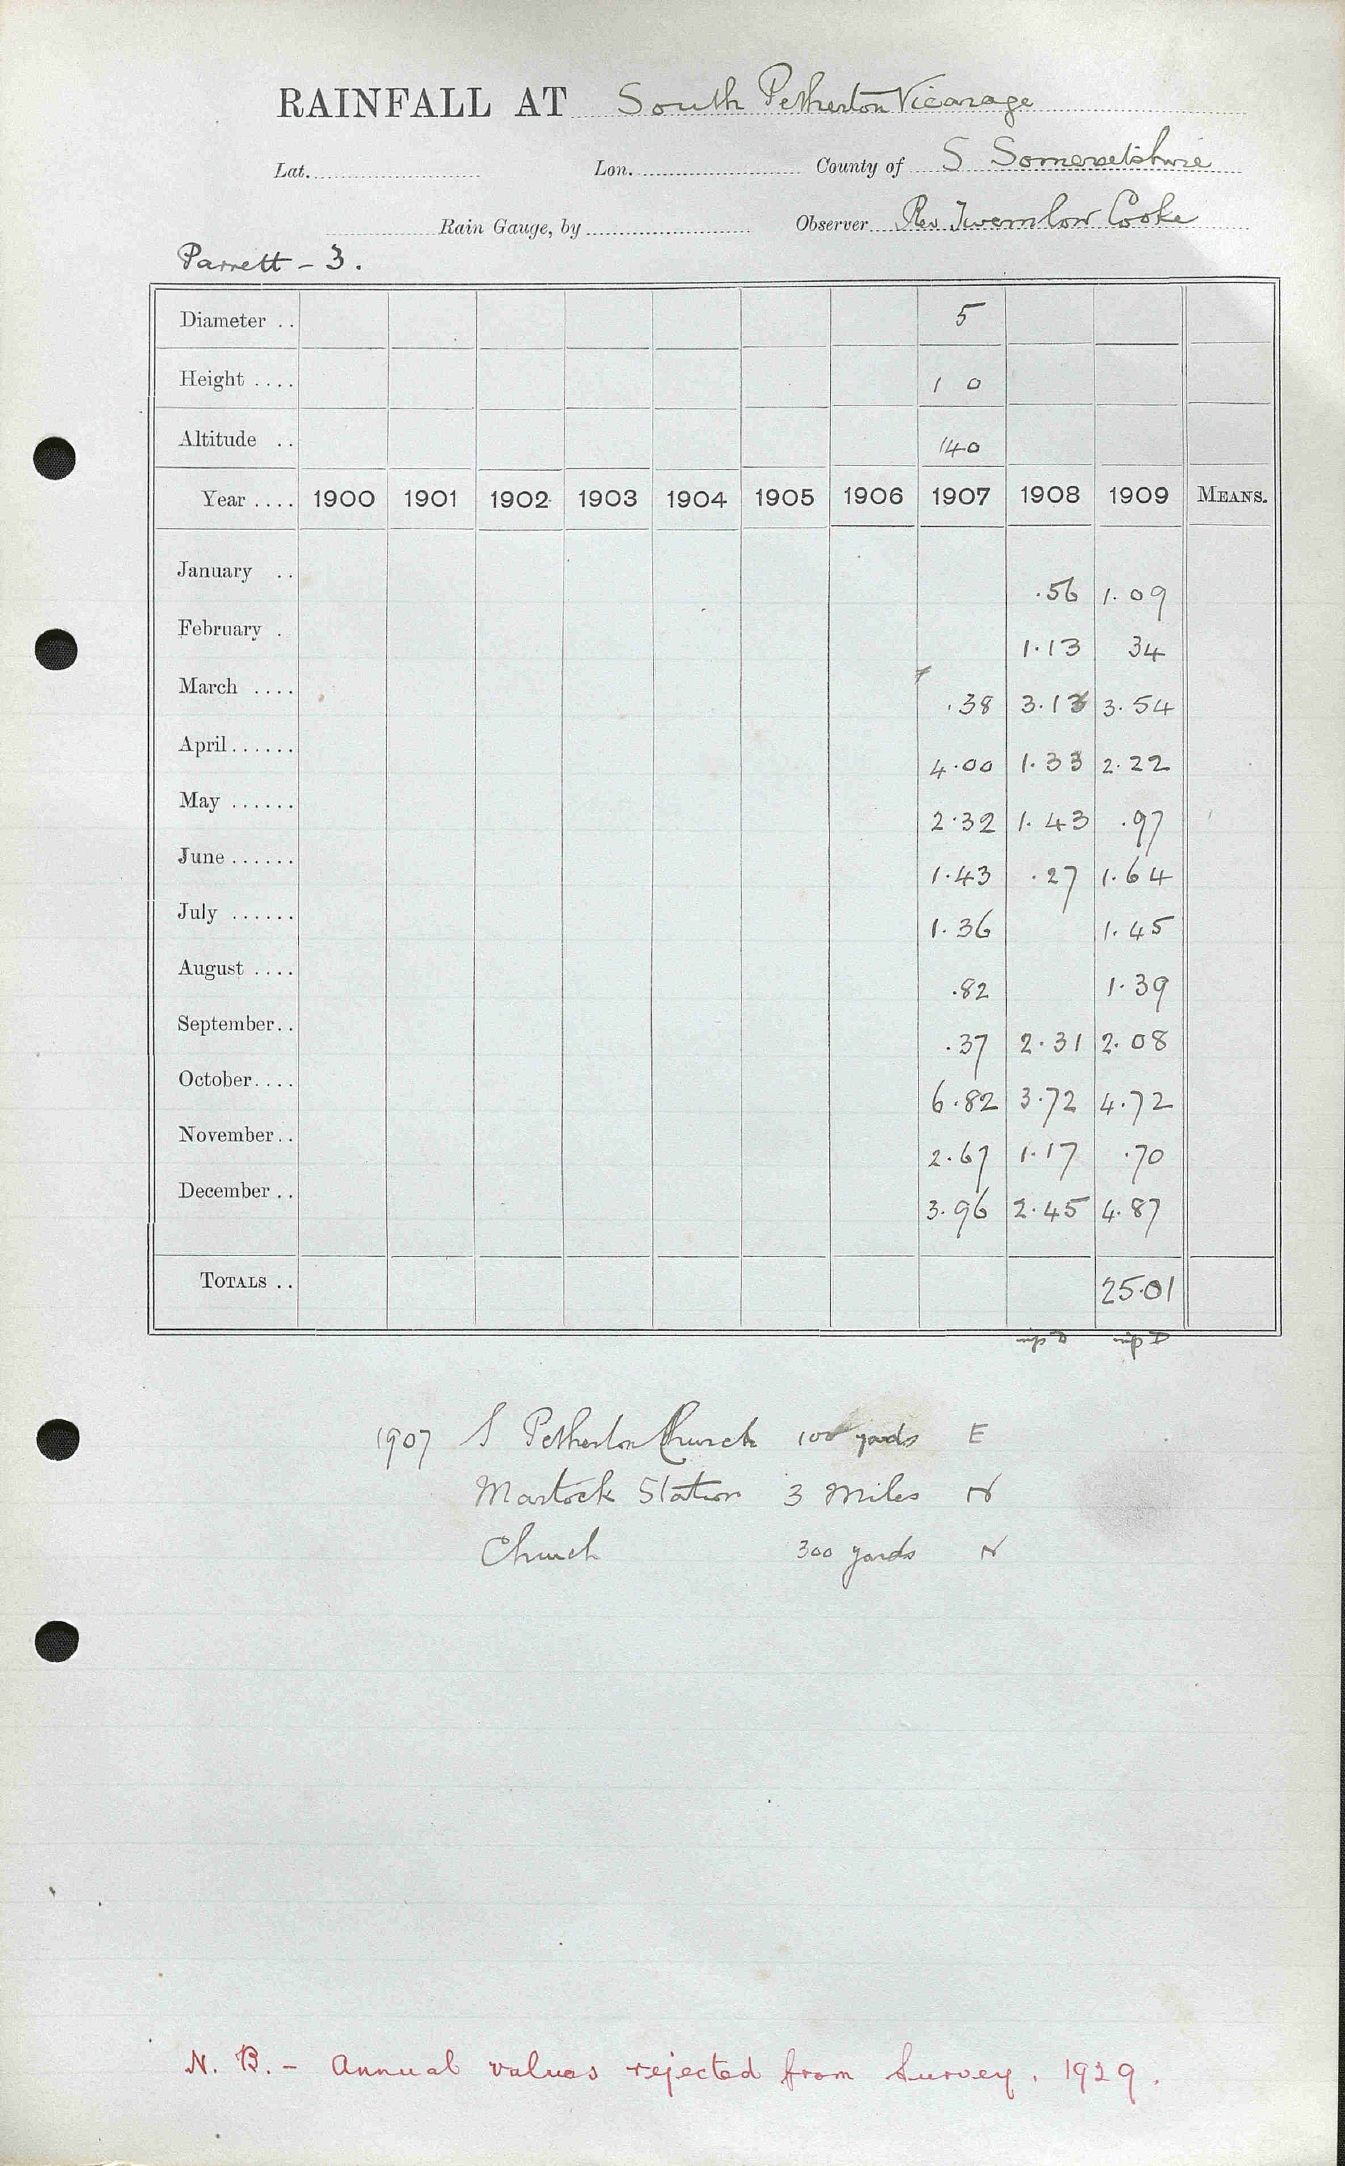 RAINFALL AT South Petherton Vicarage
Lat. Lon. County of S Somersetshire
Rain Gauge, by Observer Rev Twemlow Cooke
Parrett - 3.
Diameter .. 5
Height .... 1 0
Altitude .. 140
Year .... 1900 1901 1902 1903 1904 1905 1906 1907 1908 1909 MEANS.
January .. .56 1.09
February . 1.13 34
March .... .38 3.13 3.54
April...... 4.00 1.33 2.22
May ...... 2.32 1.43 .97
June ...... 1.43 .27 1.64
July ...... 1.36 1.45
August .... .82 1.39
September.. .37 2.31 2.08
October.... 6.82 3.72 4.72
November.. 2.67 1.17 .70
December .. 3.96 2.45 4.87
TOTALS .. 25.01
1907 S Petherton Church 100 yards E
Martock Station 3 Miles N
Church 300 yards N
N. B. - Annual values rejected from Survey. 1929.